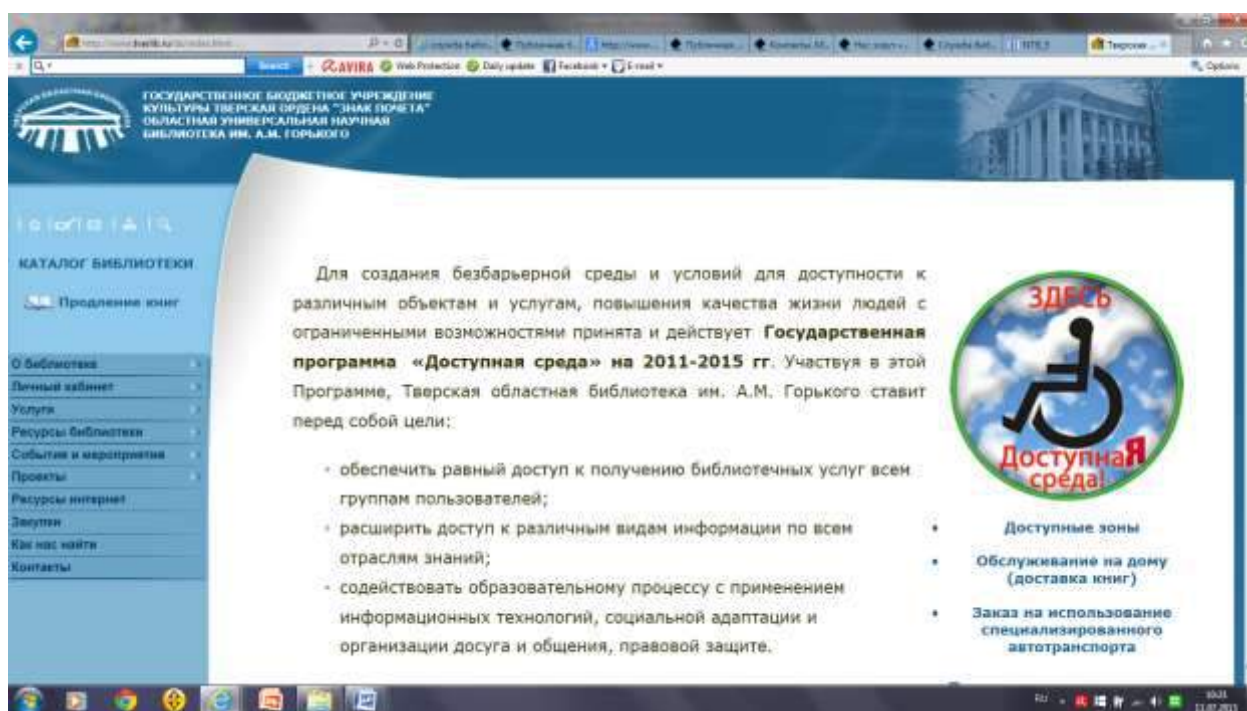 AVIRA Web Protection Daily update Facebook E-mail
Options
ГОСУДАРСТВЕННОЕ БЮДЖЕТНОЕ УЧРЕЖДЕНИЕ
КУЛЬТУРЫ ТВЕРСКАЯ ОРДЕНА "ЗНАК ПОЧЕТА"
ОБЛАСТНАЯ УНИВЕРСАЛЬНАЯ НАУЧНАЯ
БИБЛИОТЕКА ИМ. А.М. ГОРЬКОГО
КАТАЛОГ БИБЛИОТЕКИ
Продление книг
О библиотеке
Личный кабинет
Услуги
Ресурсы библиотеки
События и мероприятия
Проекты
Ресурсы интернет
Закупки
Как нас найти
Контакты
Для создания безбарьерной среды и условий для доступности к
различным объектам и услугам, повышения качества жизни людей с
ограниченными возможностями принята и действует Государственная
программа «Доступная среда» на 2011-2015 гг. Участвуя в этой
Программе, Тверская областная библиотека им. А.М. Горького ставит
перед собой цели:
обеспечить равный доступ к получению библиотечных услуг всем
группам пользователей;
расширить доступ к различным видам информации по всем
отраслям знаний;
содействовать образовательному процессу с применением
информационных технологий, социальной адаптации и
организации досуга и общения, правовой защите.
ЗДЕСЬ
ДоступнаЯ
среда!
Доступные зоны
Обслуживание на дому
(доставка книг)
Заказ на использование
специализированного
автотранспорта
RU
10:21
11.07.2013